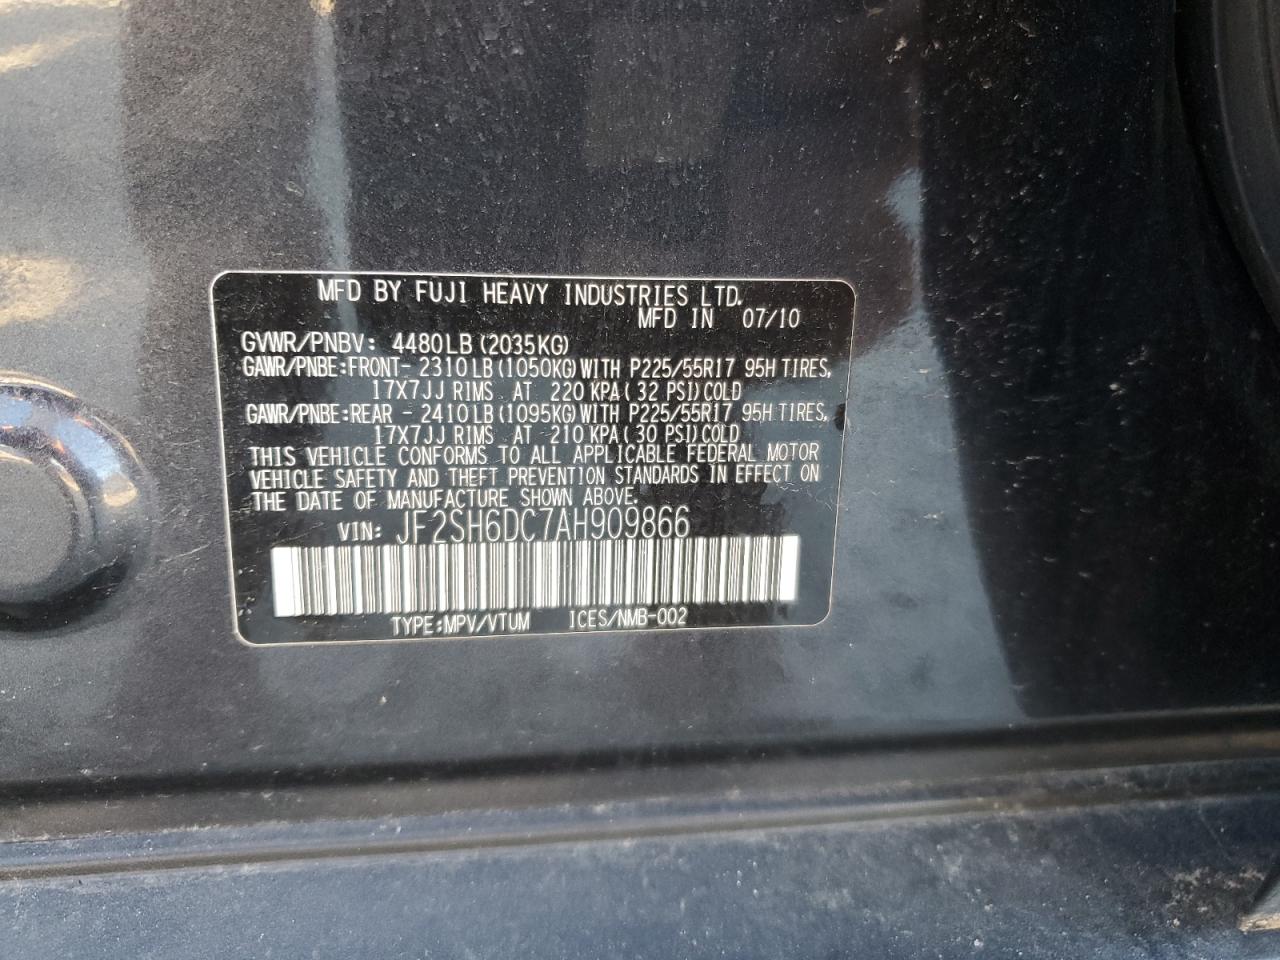 MFD BY FUJI HEAVY INDUSTRIES LTD.
MFD IN 07/10
GVWR/PNBV: 4480LB (2035KG)
GAWR/PNBE:FRONT- 2310LB(1050KG)WITH P225/55R17 95H TIRES,
17X7JJ RIMS AT 220 KPA( 32 PSI)COLD
GAWR/PNBE:REAR - 2410LB(1095KG)WITH P225/55R17 95H TIRES,
17X7JJ RIMS AT 210 KPA( 30 PSI)COLD
THIS VEHICLE CONFORMS TO ALL APPLICABLE FEDERAL MOTOR
VEHICLE SAFETY AND THEFT PREVENTION STANDARDS IN EFFECT ON
THE DATE OF MANUFACTURE SHOWN ABOVE.
VIN: JF2SH6DC7AH909866
TYPE:MPV/VTUM ICES/NMB-002